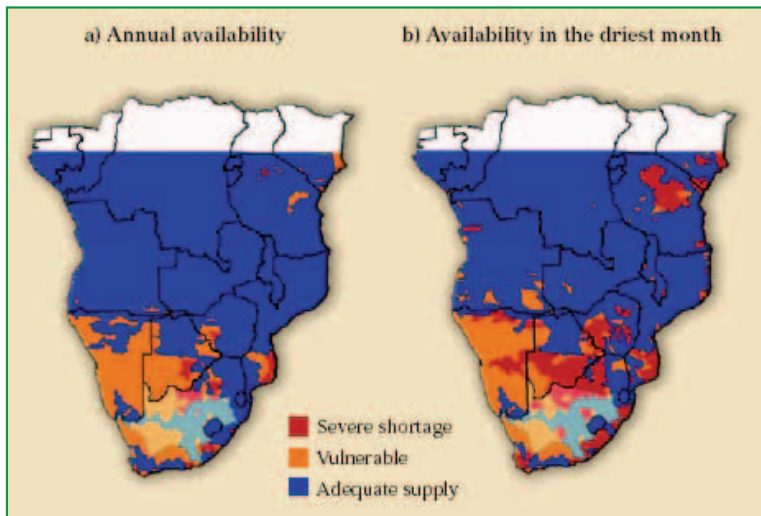 a) Annual availability
b) Availability in the driest month
Severe shortage
Vulnerable
Adequate supply